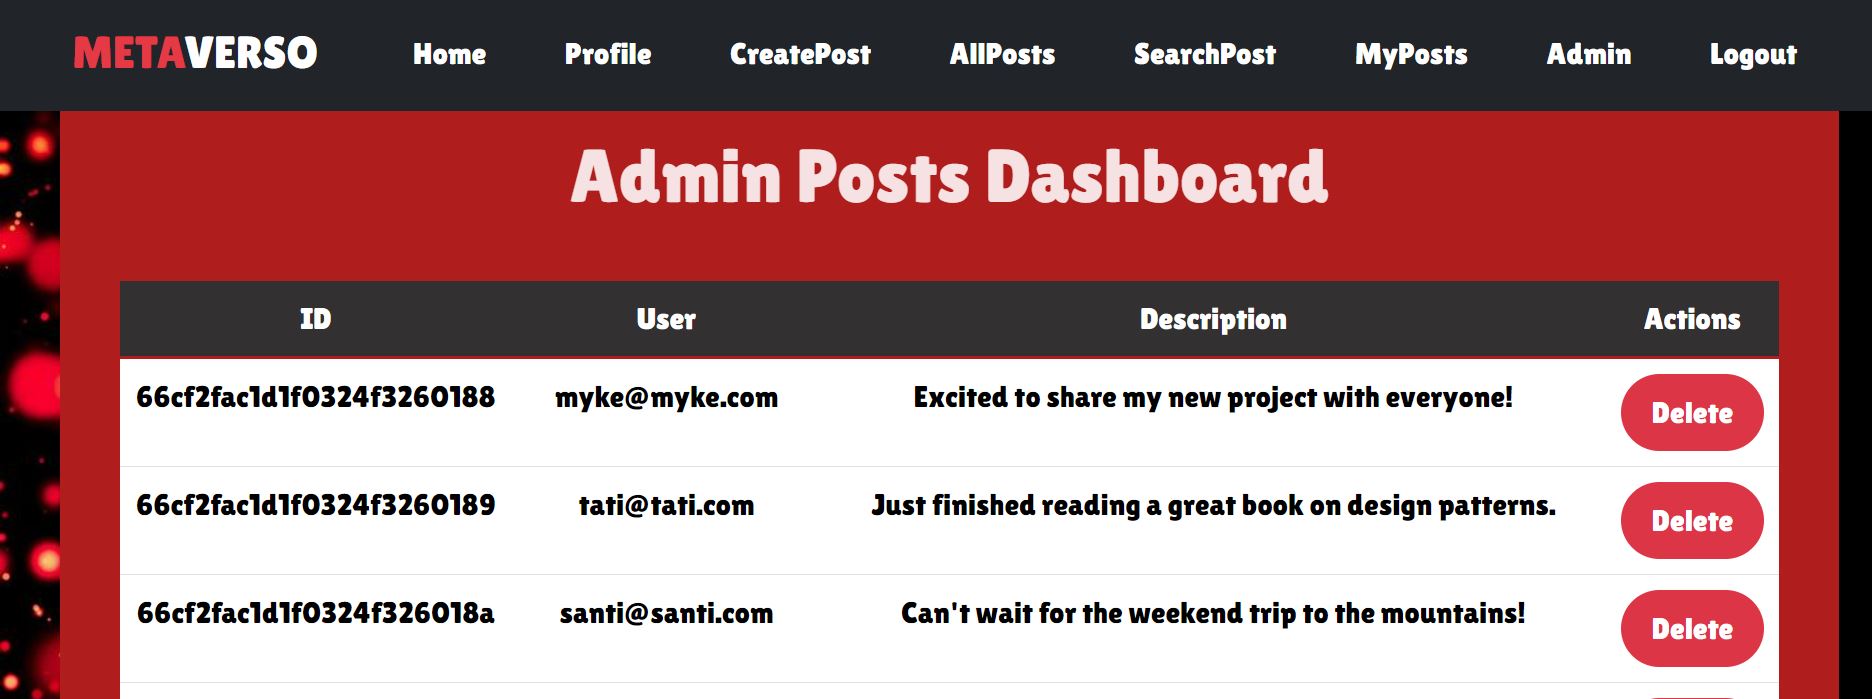 METAVERSO Home Profile CreatePost AllPosts SearchPost MyPosts Admin Logout
Admin Posts Dashboard
ID User Description Actions
66cf2fac1d1f0324f3260188 myke@myke.com Excited to share my new project with everyone! Delete
66cf2fac1d1f0324f3260189 tati@tati.com Just finished reading a great book on design patterns. Delete
66cf2fac1d1f0324f326018a santi@santi.com Can't wait for the weekend trip to the mountains! Delete